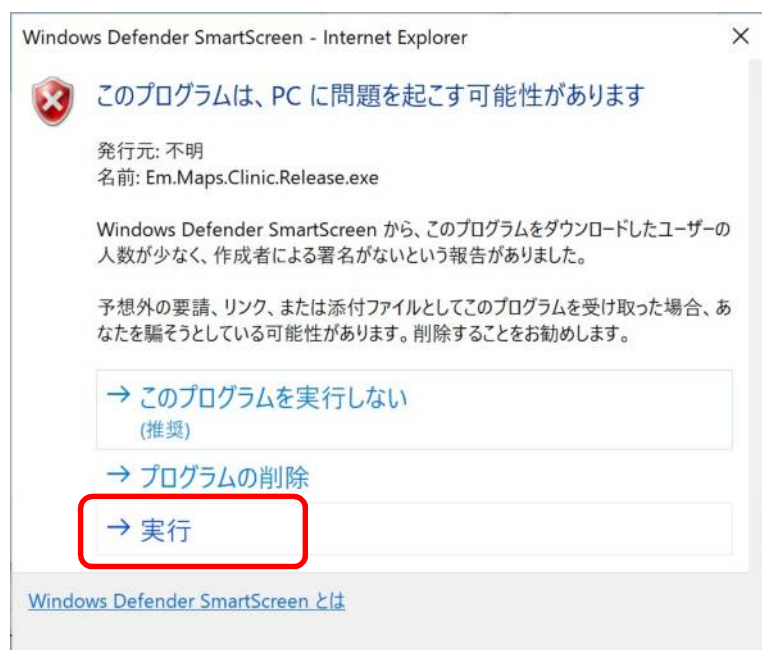 Windows Defender SmartScreen - Internet Explorer
このプログラムは、PC に問題を起こす可能性があります
発行元: 不明
名前: Em.Maps.Clinic.Release.exe
Windows Defender SmartScreen から、このプログラムをダウンロードしたユーザーの
人数が少なく、作成者による署名がないという報告がありました。
予想外の要請、リンク、または添付ファイルとしてこのプログラムを受け取った場合、あ
なたを騙そうとしている可能性があります。削除することをお勧めします。
→ このプログラムを実行しない
(推奨)
→ プログラムの削除
→ 実行
Windows Defender SmartScreen とは